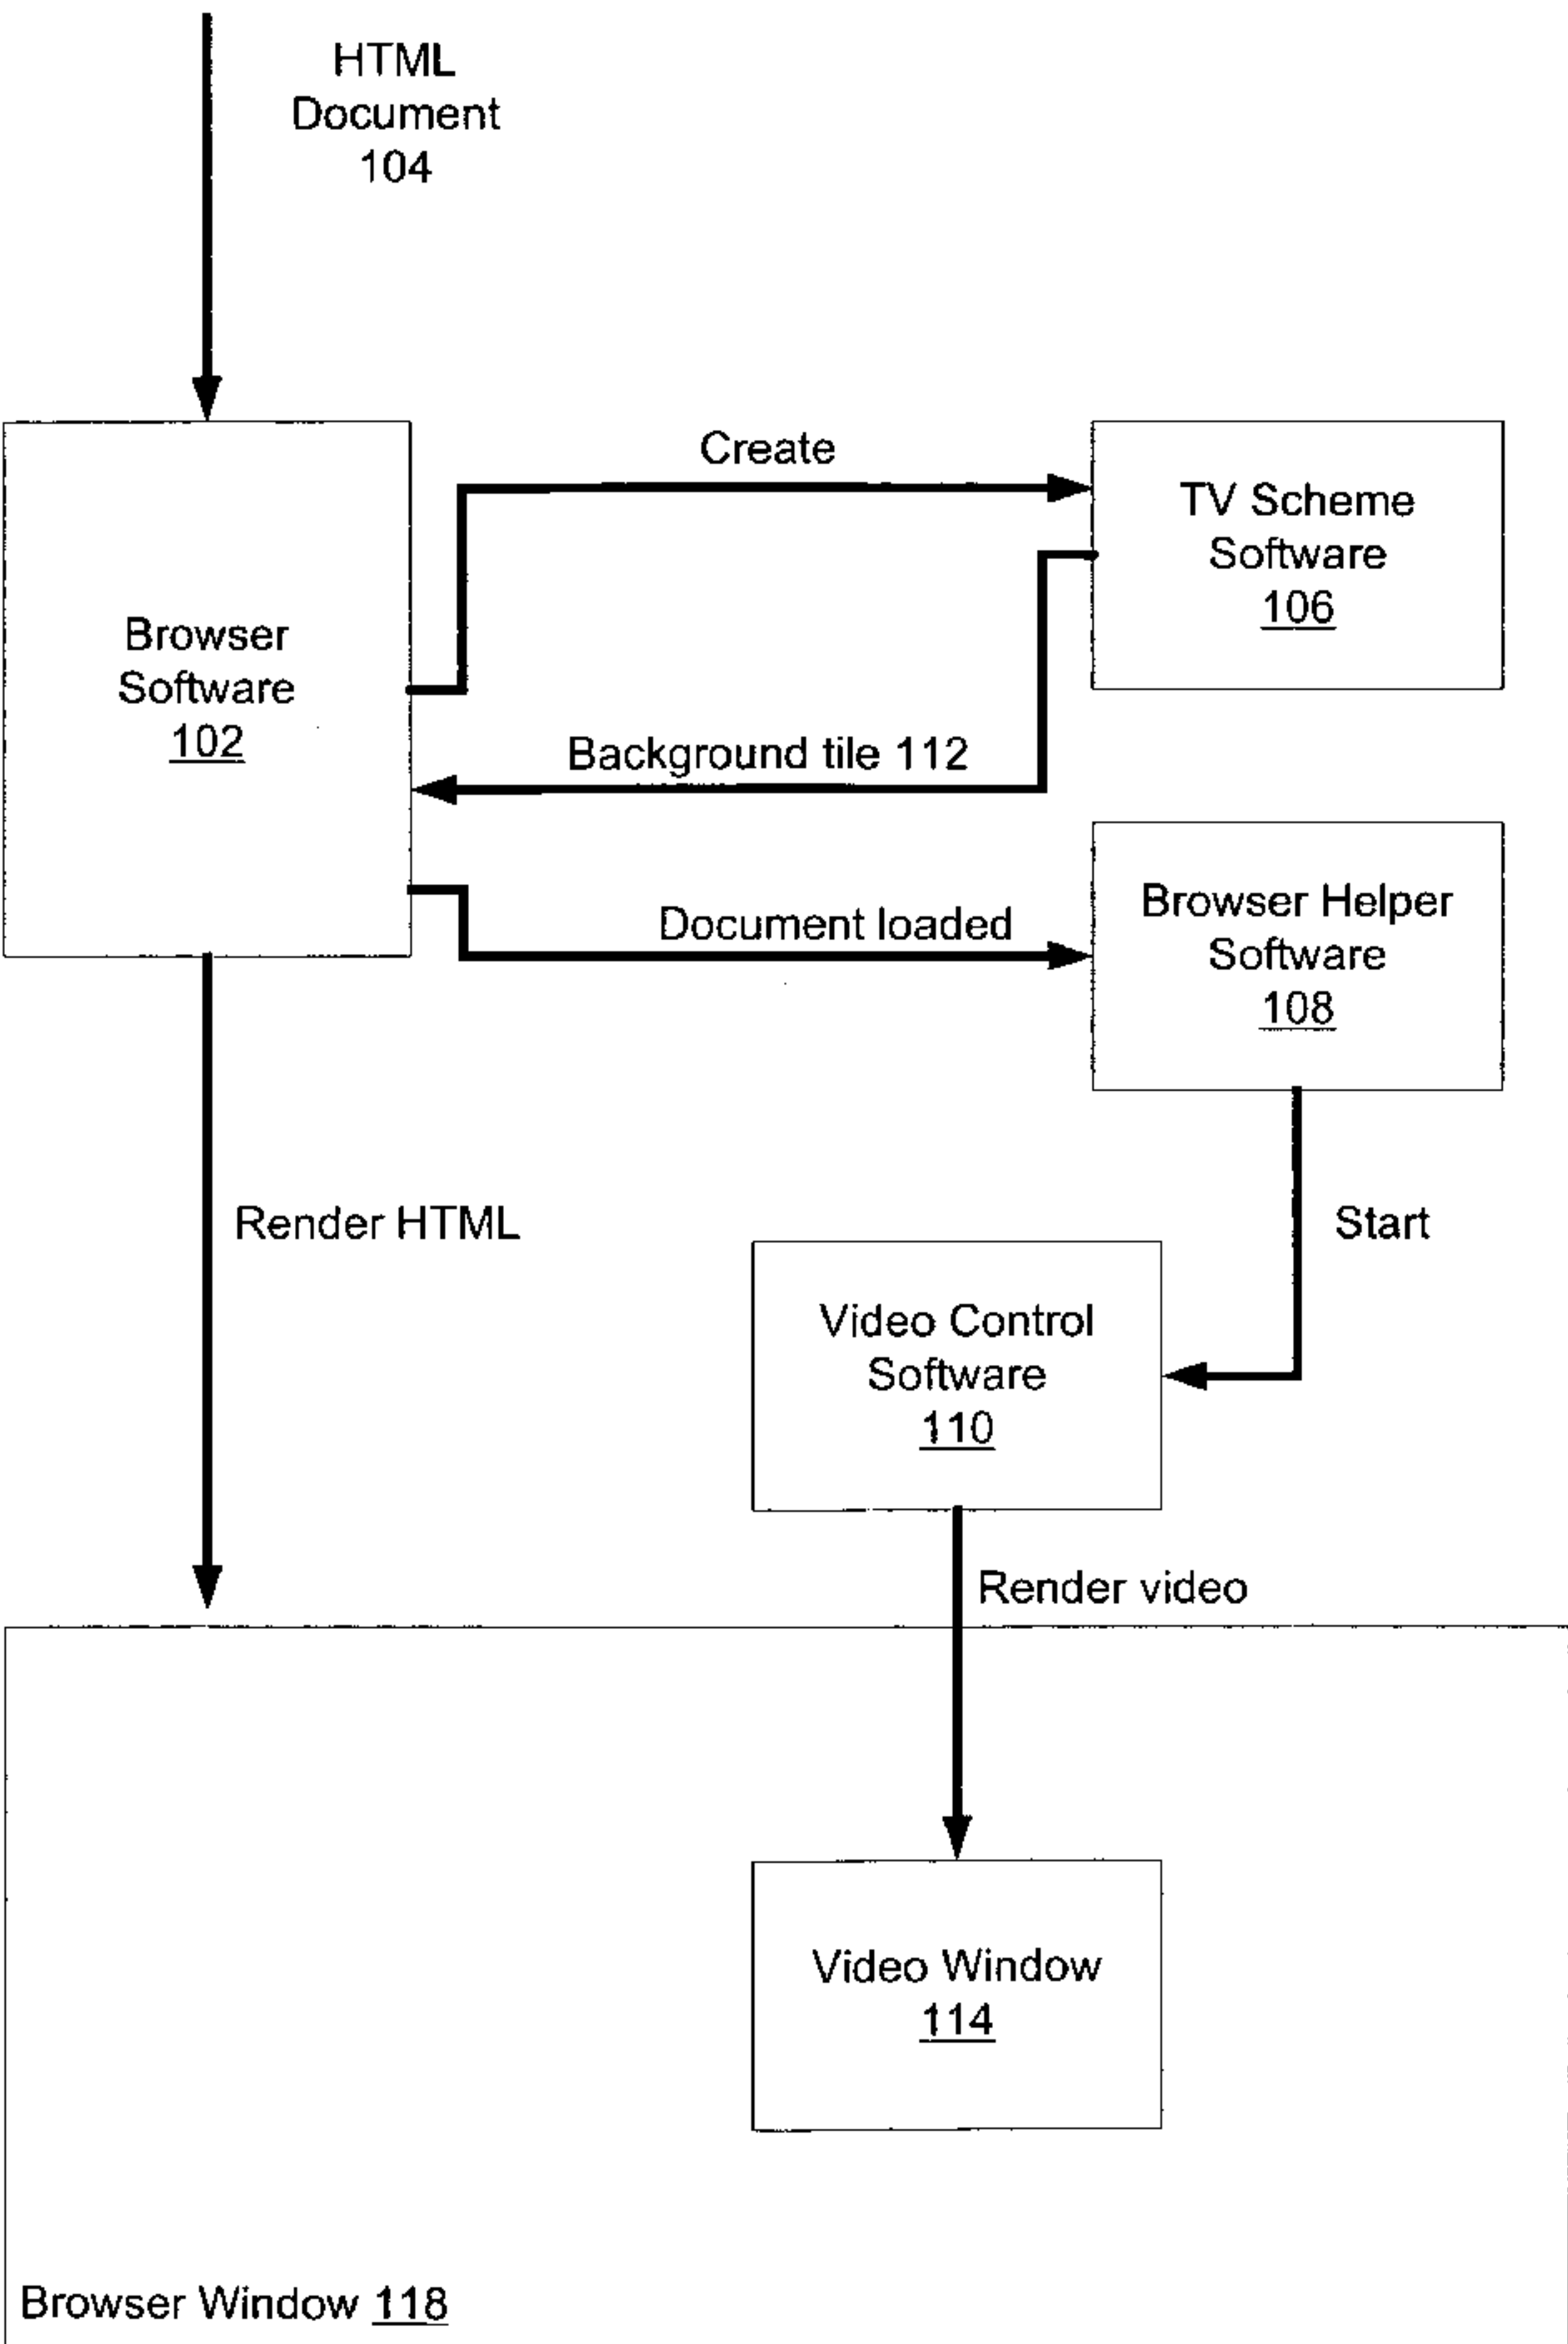 HTML
Document
104
Create
TV Scheme
Software
106
Browser
Software
102
Background tile 112
Browser Helper
Software
108
Document loaded
Render HTML
Start
Video Control
Software
110
Render video
Video Window
114
Browser Window 118